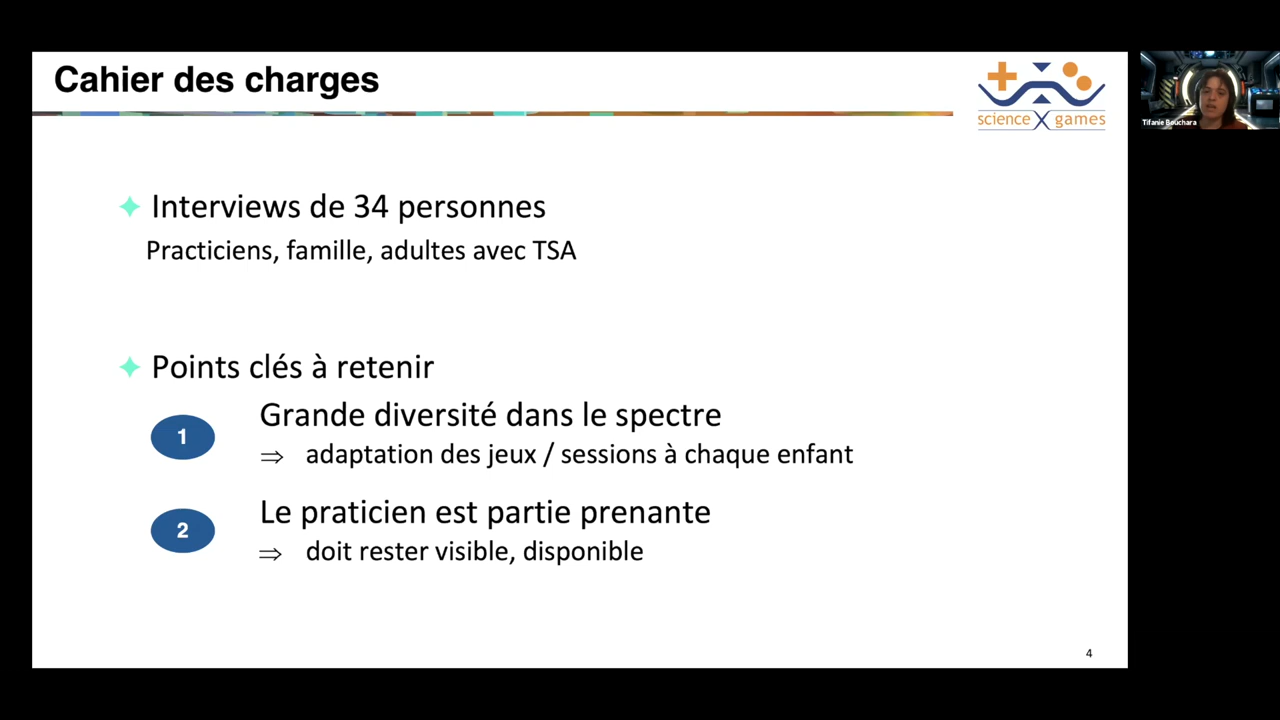 Cahier des charges
science X games
Tifanie Bouchara
Interviews de 34 personnes
Practiciens, famille, adultes avec TSA
Points clés à retenir
1
Grande diversité dans le spectre
⇒ adaptation des jeux / sessions à chaque enfant
2
Le praticien est partie prenante
⇒ doit rester visible, disponible
4